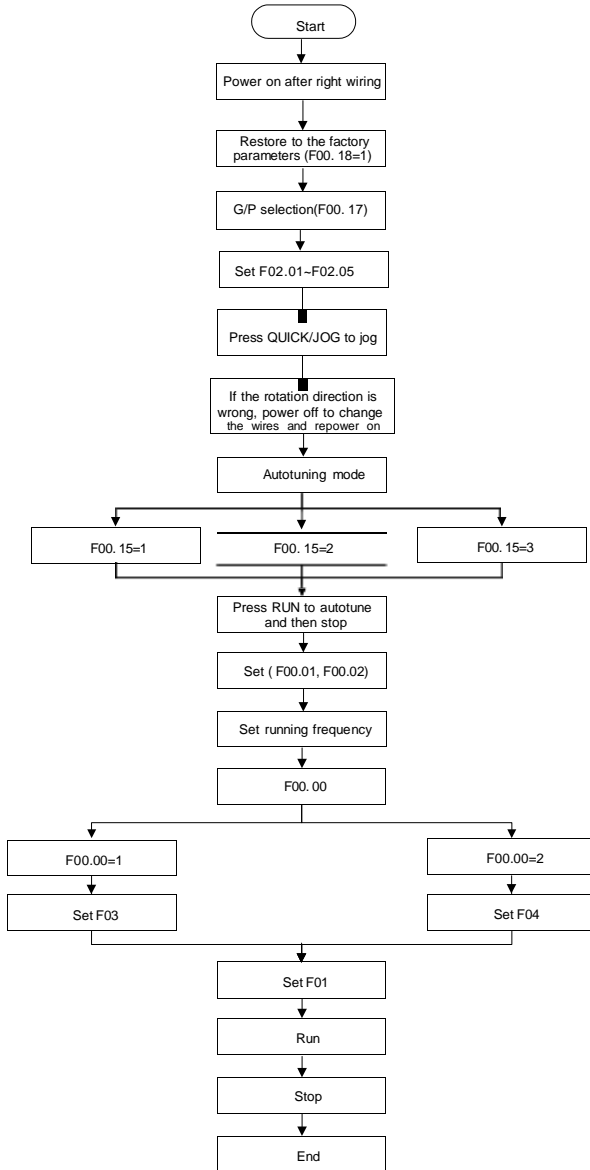 Start
Power on after right wiring
Restore to the factory
parameters (F00. 18=1)
G/P selection(F00. 17)
Set F02.01~F02.05
Press QUICK/JOG to jog
If the rotation direction is
wrong, power off to change
the wires and repower on
Autotuning mode
F00. 15=1
F00. 15=2
F00. 15=3
Press RUN to autotune
and then stop
Set ( F00.01, F00.02)
Set running frequency
F00. 00
F00.00=1
F00.00=2
Set F03
Set F04
Set F01
Run
Stop
End